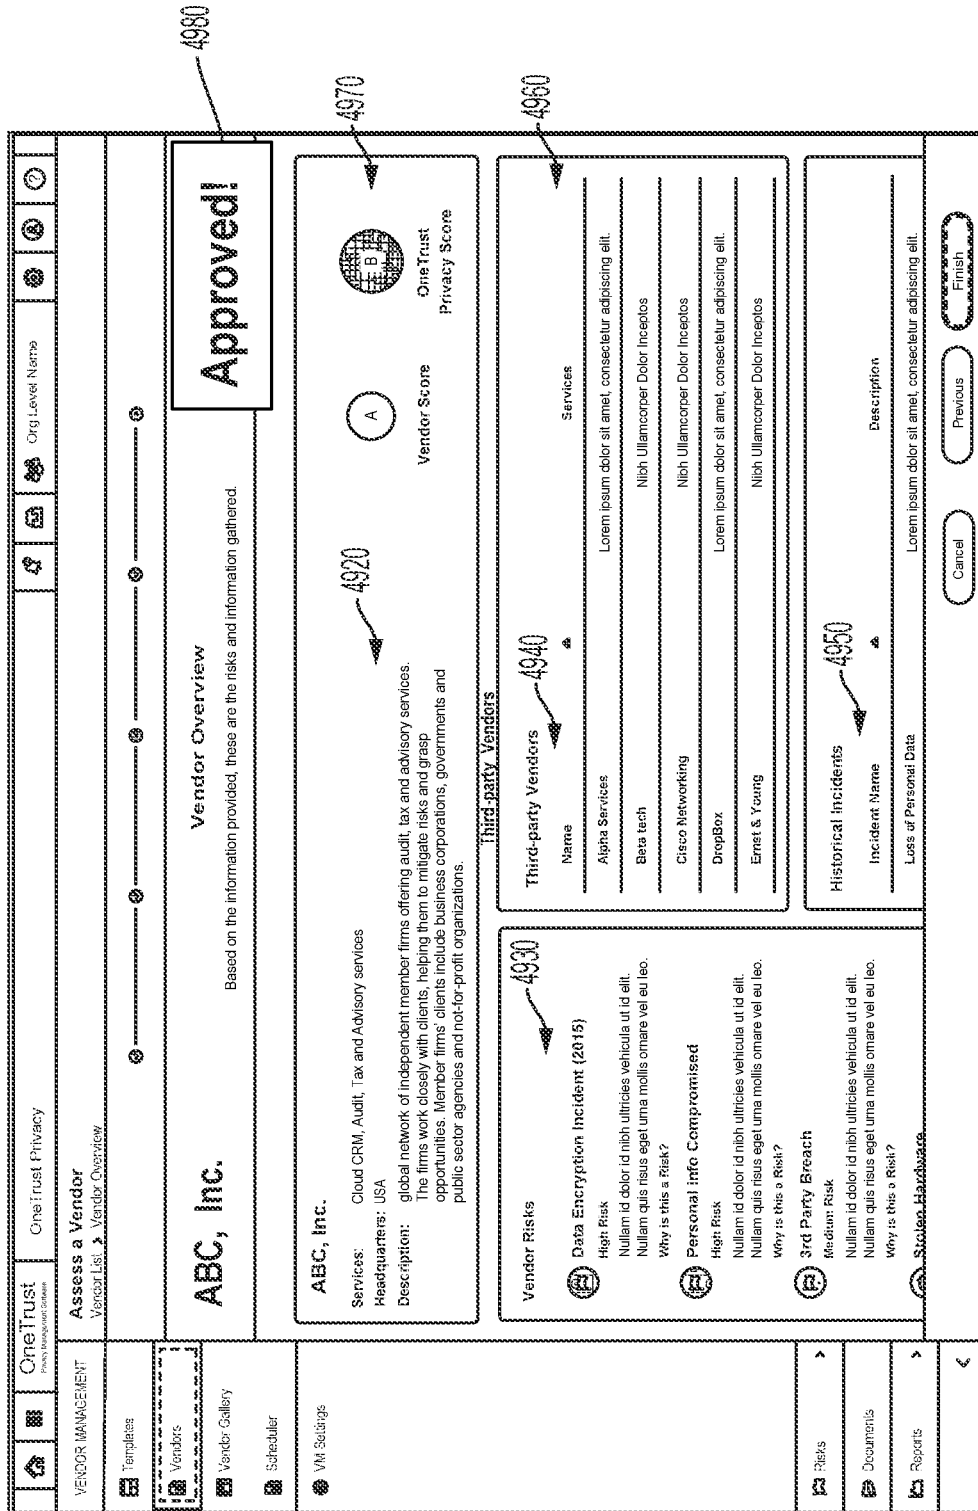 OneTrust
Privacy Management Software
OneTrust Privacy
Org Level Name
VENDOR MANAGEMENT
Templates
Vendors
Vendor Gallery
Scheduler
VM Settings
Risks
Documents
Reports
Assess a Vendor
Vendor List > Vendor Overview
ABC, Inc.
Vendor Overview
Based on the information provided, these are the risks and information gathered.
Approved!
4980
ABC, Inc.
Services: Cloud CRM, Audit, Tax and Advisory services
Headquarters: USA
Description: global network of independent member firms offering audit, tax and advisory services.
The firms work closely with clients, helping them to mitigate risks and grasp
opportunities. Member firms' clients include business corporations, governments and
public sector agencies and not-for-profit organizations.
4920
A
Vendor Score
B
OneTrust
Privacy Score
4970
Third-party Vendors
Vendor Risks
4930
Data Encryption Incident (2015)
High Risk
Nullam id dolor id nibh ultricies vehicula ut id elit.
Nullam quis risus eget urna mollis ornare vel eu leo.
Why is this a Risk?
Personal Info Compromised
High Risk
Nullam id dolor id nibh ultricies vehicula ut id elit.
Nullam quis risus eget urna mollis ornare vel eu leo.
Why is this a Risk?
3rd Party Breach
Medium Risk
Nullam id dolor id nibh ultricies vehicula ut id elit.
Nullam quis risus eget urna mollis ornare vel eu leo.
Why is this a Risk?
Stolen Hardware
Third-party Vendors
4940
4960
Name Services
Alpha Services Lorem ipsum dolor sit amet, consectetur adipiscing elit.
Beta tech Nibh Ullamcorper Dolor Inceptos
Cisco Networking Nibh Ullamcorper Dolor Inceptos
DropBox Lorem ipsum dolor sit amet, consectetur adipiscing elit.
Ernst & Young Nibh Ullamcorper Dolor Inceptos
Historical Incidents
4950
Incident Name Description
Loss of Personal Data Lorem ipsum dolor sit amet, consectetur adipiscing elit.
Cancel
Previous
Finish